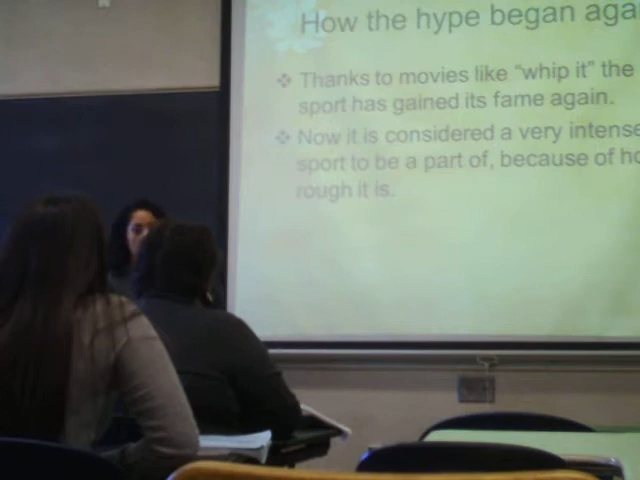 How the hype began aga
Thanks to movies like "whip it" the
sport has gained its fame again.
Now it is considered a very intense
sport to be a part of, because of ho
rough it is.